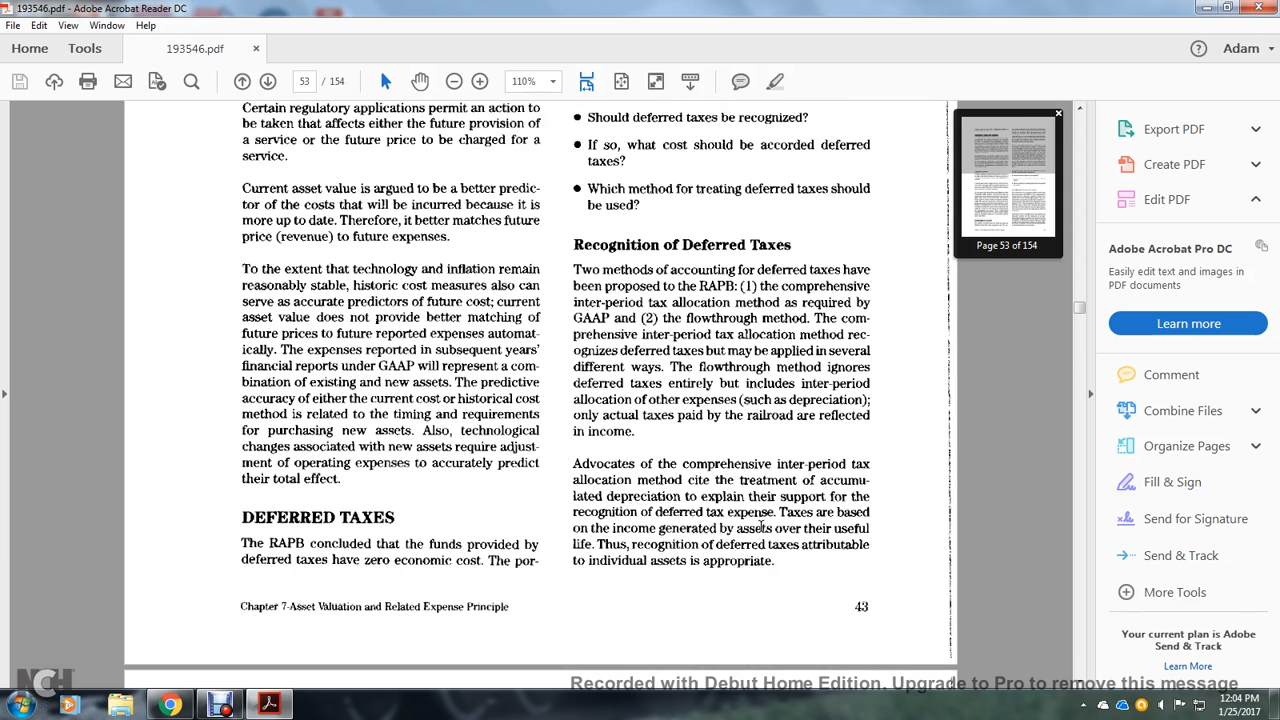 193546.pdf - Adobe Acrobat Reader DC
File Edit View Window Help
Home Tools 193546.pdf × ? Adam
53 / 154 110%
Certain regulatory applications permit an action to
be taken that affects either the future provision of
a service or the future price to be charged for a
service.
Current asset value is argued to be a better predic-
tor of the costs that will be incurred because it is
more up to date. Therefore, it better matches future
price (revenue) to future expenses.
To the extent that technology and inflation remain
reasonably stable, historic cost measures also can
serve as accurate predictors of future cost; current
asset value does not provide better matching of
future prices to future reported expenses automat-
ically. The expenses reported in subsequent years'
financial reports under GAAP will represent a com-
bination of existing and new assets. The predictive
accuracy of either the current cost or historical cost
method is related to the timing and requirements
for purchasing new assets. Also, technological
changes associated with new assets require adjust-
ment of operating expenses to accurately predict
their total effect.
DEFERRED TAXES
The RAPB concluded that the funds provided by
deferred taxes have zero economic cost. The por-
• Should deferred taxes be recognized?
• If so, what cost should be accorded deferred
taxes?
• Which method for treating deferred taxes should
be used?
Recognition of Deferred Taxes
Two methods of accounting for deferred taxes have
been proposed to the RAPB: (1) the comprehensive
inter-period tax allocation method as required by
GAAP and (2) the flowthrough method. The com-
prehensive inter-period tax allocation method rec-
ognizes deferred taxes but may be applied in several
different ways. The flowthrough method ignores
deferred taxes entirely but includes inter-period
allocation of other expenses (such as depreciation);
only actual taxes paid by the railroad are reflected
in income.
Advocates of the comprehensive inter-period tax
allocation method cite the treatment of accumu-
lated depreciation to explain their support for the
recognition of deferred tax expense. Taxes are based
on the income generated by assets over their useful
life. Thus, recognition of deferred taxes attributable
to individual assets is appropriate.
Chapter 7-Asset Valuation and Related Expense Principle 43
Page 53 of 154
Export PDF
Create PDF
Edit PDF
Adobe Acrobat Pro DC
Easily edit text and images in
PDF documents
Learn more
Comment
Combine Files
Organize Pages
Fill & Sign
Send for Signature
Send & Track
More Tools
Your current plan is Adobe
Send & Track
Learn More
NCH
Recorded with Debut Home Edition. Upgrade to Pro to remove this message
12:04 PM
1/25/2017